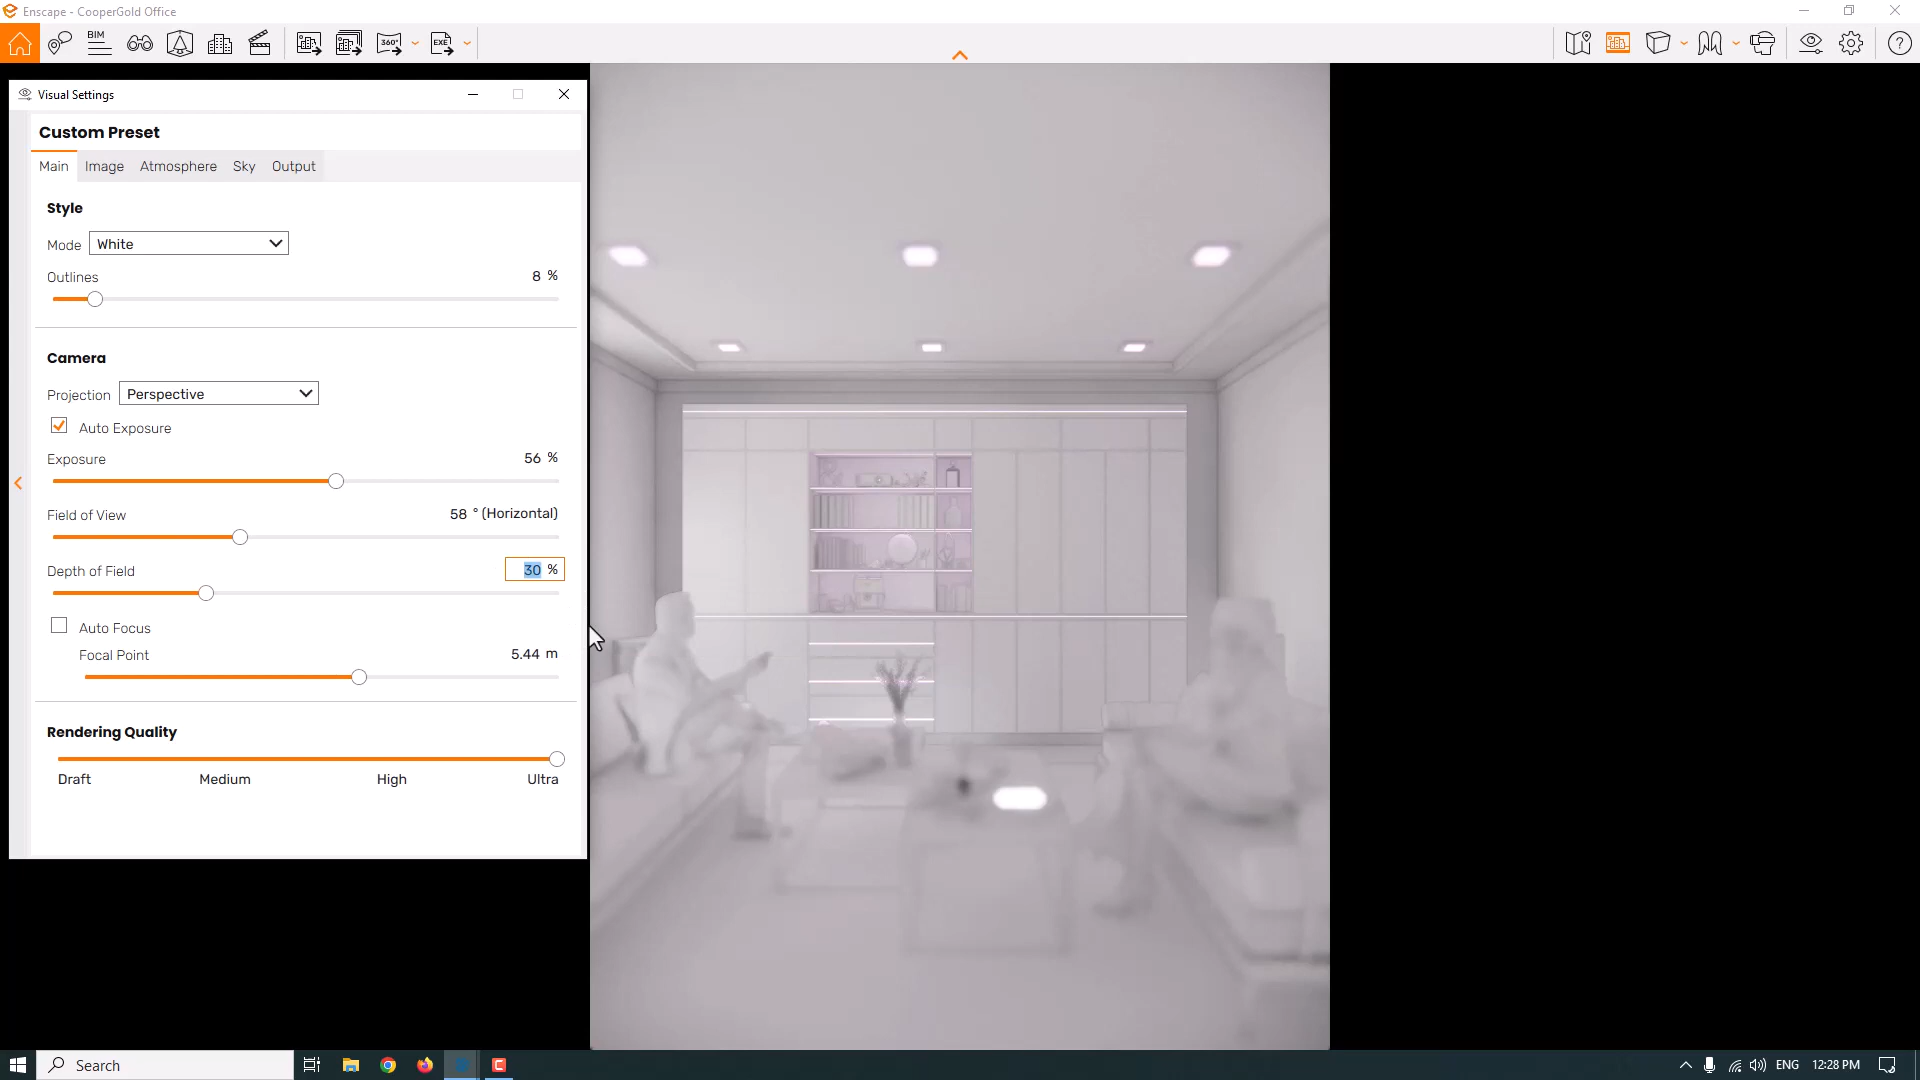 Enscape - CooperGold Office
BIM
360°
EXE
?
Visual Settings
Custom Preset
Main Image Atmosphere Sky Output
Style
Mode White
Outlines 8 %
Camera
Projection Perspective
Auto Exposure
Exposure 56 %
Field of View 58 ° (Horizontal)
Depth of Field 30 %
Auto Focus
Focal Point 5.44 m
Rendering Quality
Draft Medium High Ultra
Search
C
ENG 12:28 PM